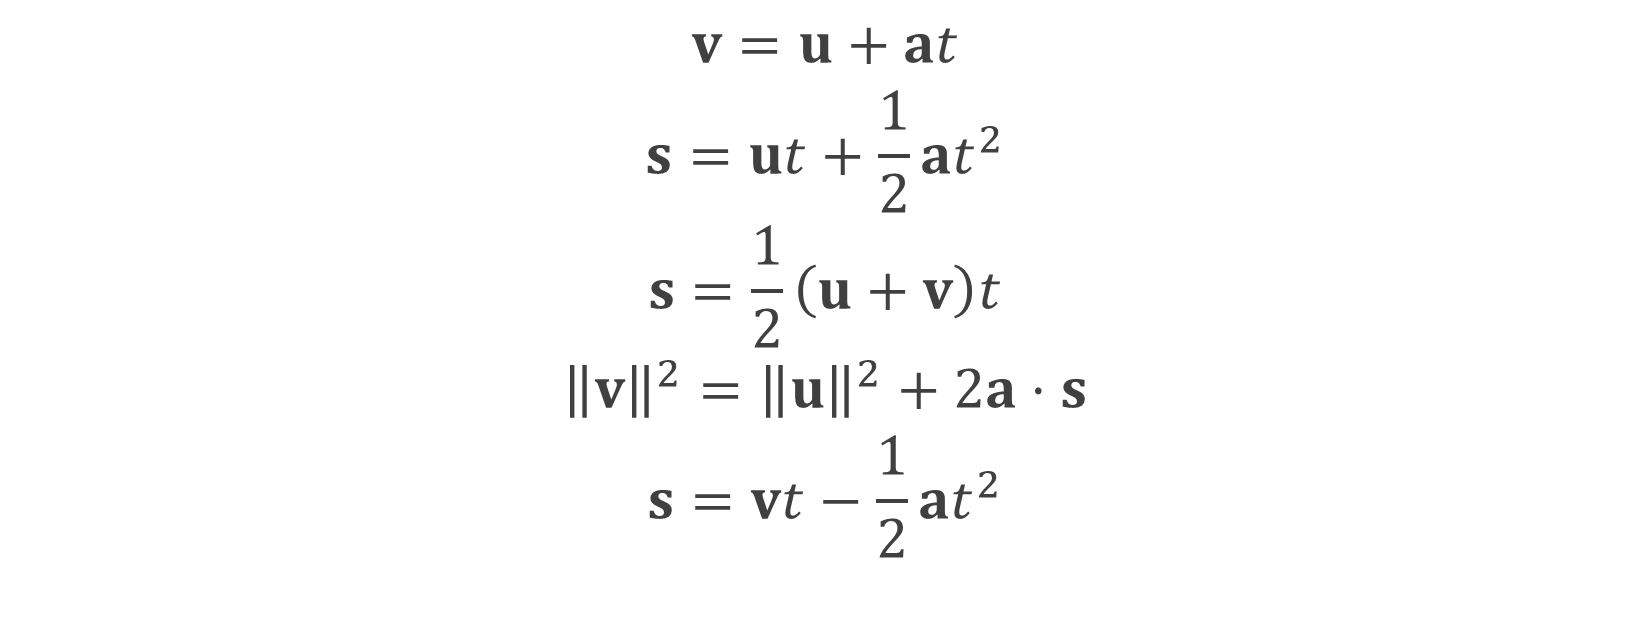 𝐯 = 𝐮 + 𝐚𝑡
𝐬 = 𝐮𝑡 + 1/2 𝐚𝑡²
𝐬 = 1/2 (𝐮 + 𝐯)𝑡
‖𝐯‖² = ‖𝐮‖² + 2𝐚 · 𝐬
𝐬 = 𝐯𝑡 − 1/2 𝐚𝑡²